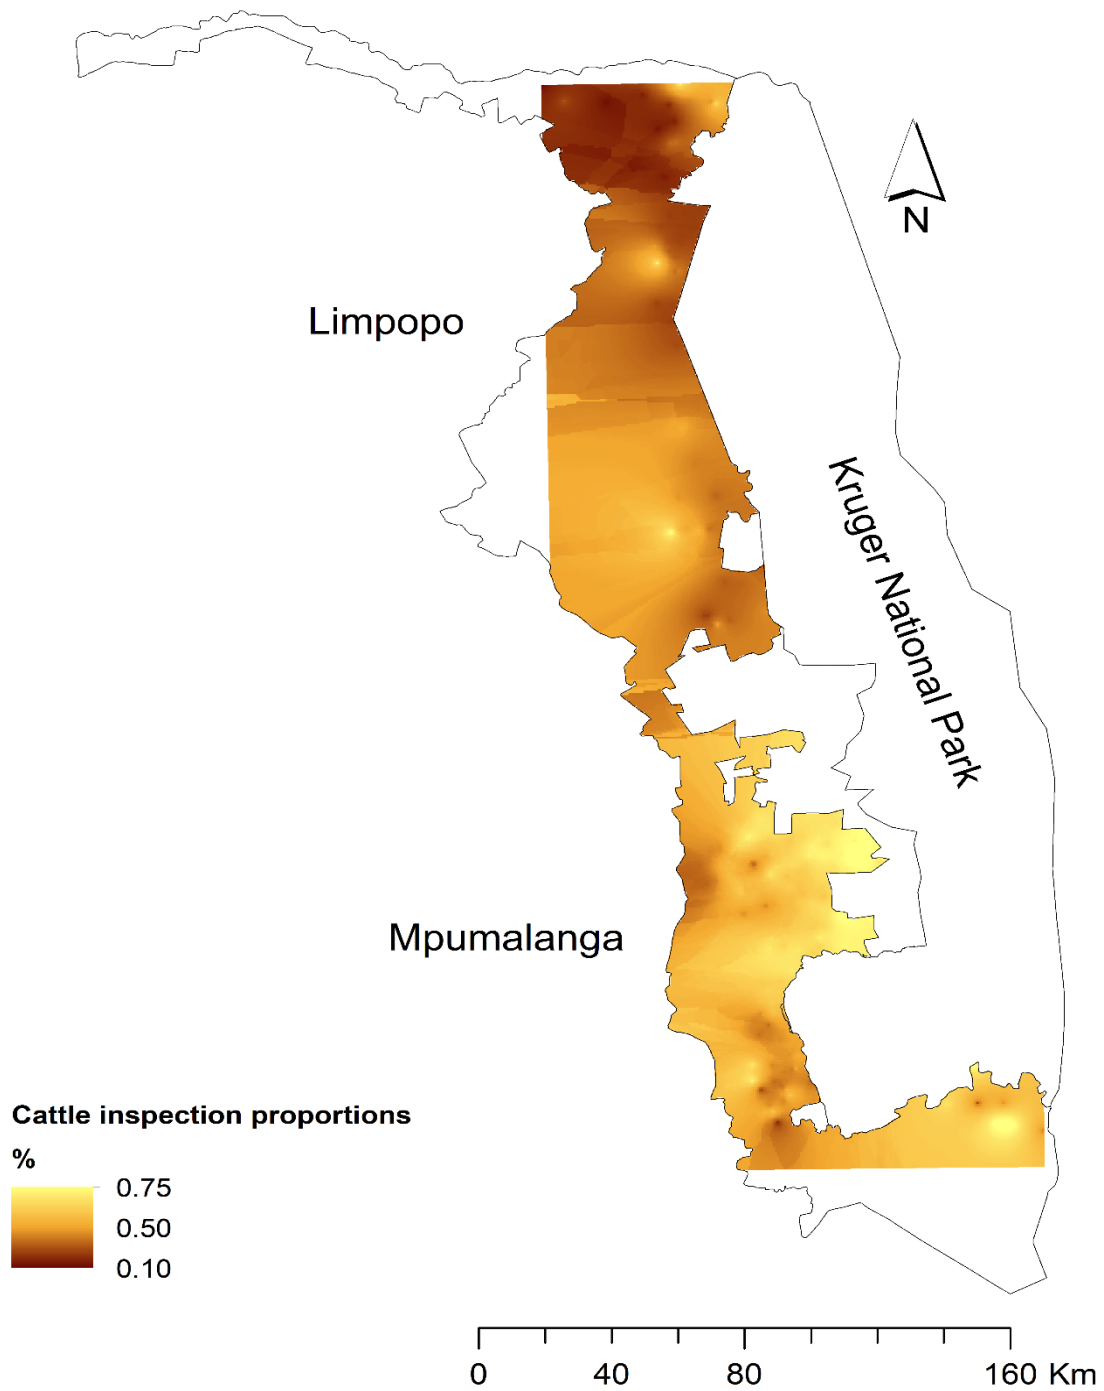 N
Limpopo
Kruger National Park
Mpumalanga
Cattle inspection proportions
%
0.75
0.50
0.10
0 40 80 160 Km